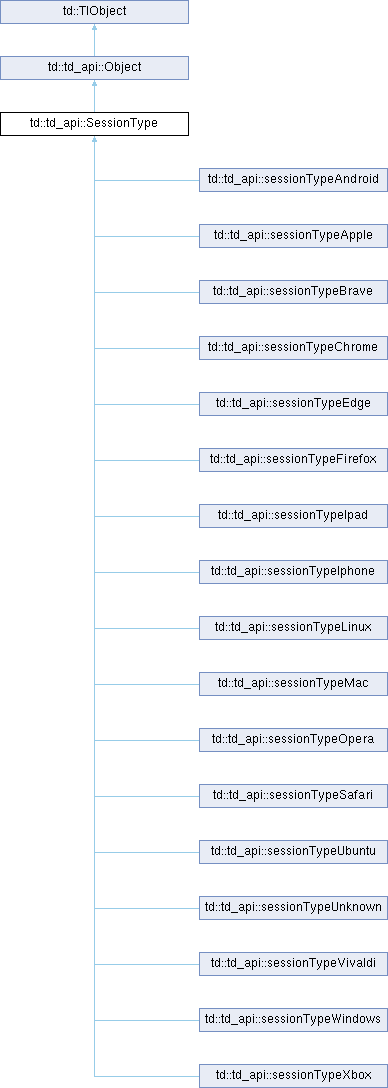 td::TlObject
td::td_api::Object
td::td_api::SessionType
td::td_api::sessionTypeAndroid
td::td_api::sessionTypeApple
td::td_api::sessionTypeBrave
td::td_api::sessionTypeChrome
td::td_api::sessionTypeEdge
td::td_api::sessionTypeFirefox
td::td_api::sessionTypeIpad
td::td_api::sessionTypeIphone
td::td_api::sessionTypeLinux
td::td_api::sessionTypeMac
td::td_api::sessionTypeOpera
td::td_api::sessionTypeSafari
td::td_api::sessionTypeUbuntu
td::td_api::sessionTypeUnknown
td::td_api::sessionTypeVivaldi
td::td_api::sessionTypeWindows
td::td_api::sessionTypeXbox